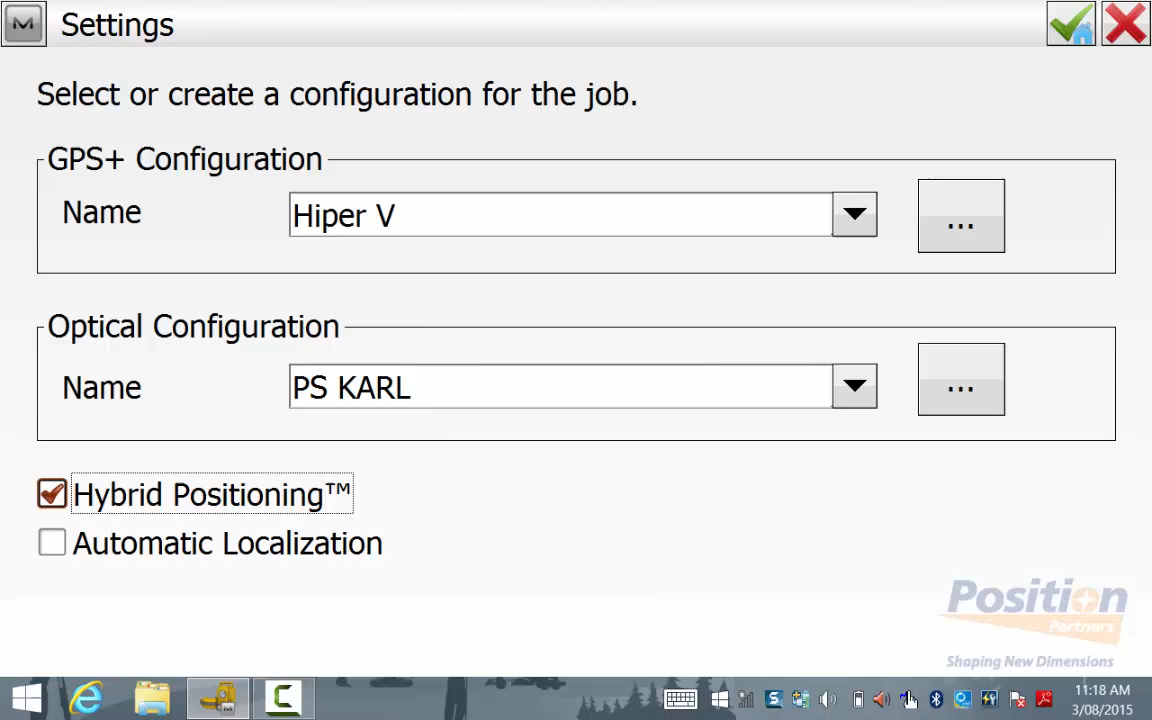 Settings
Select or create a configuration for the job.
GPS+ Configuration
Name
Hiper V
...
Optical Configuration
Name
PS KARL
...
Hybrid Positioning™
Automatic Localization
Position
Partners
Shaping New Dimensions
11:18 AM
3/08/2015